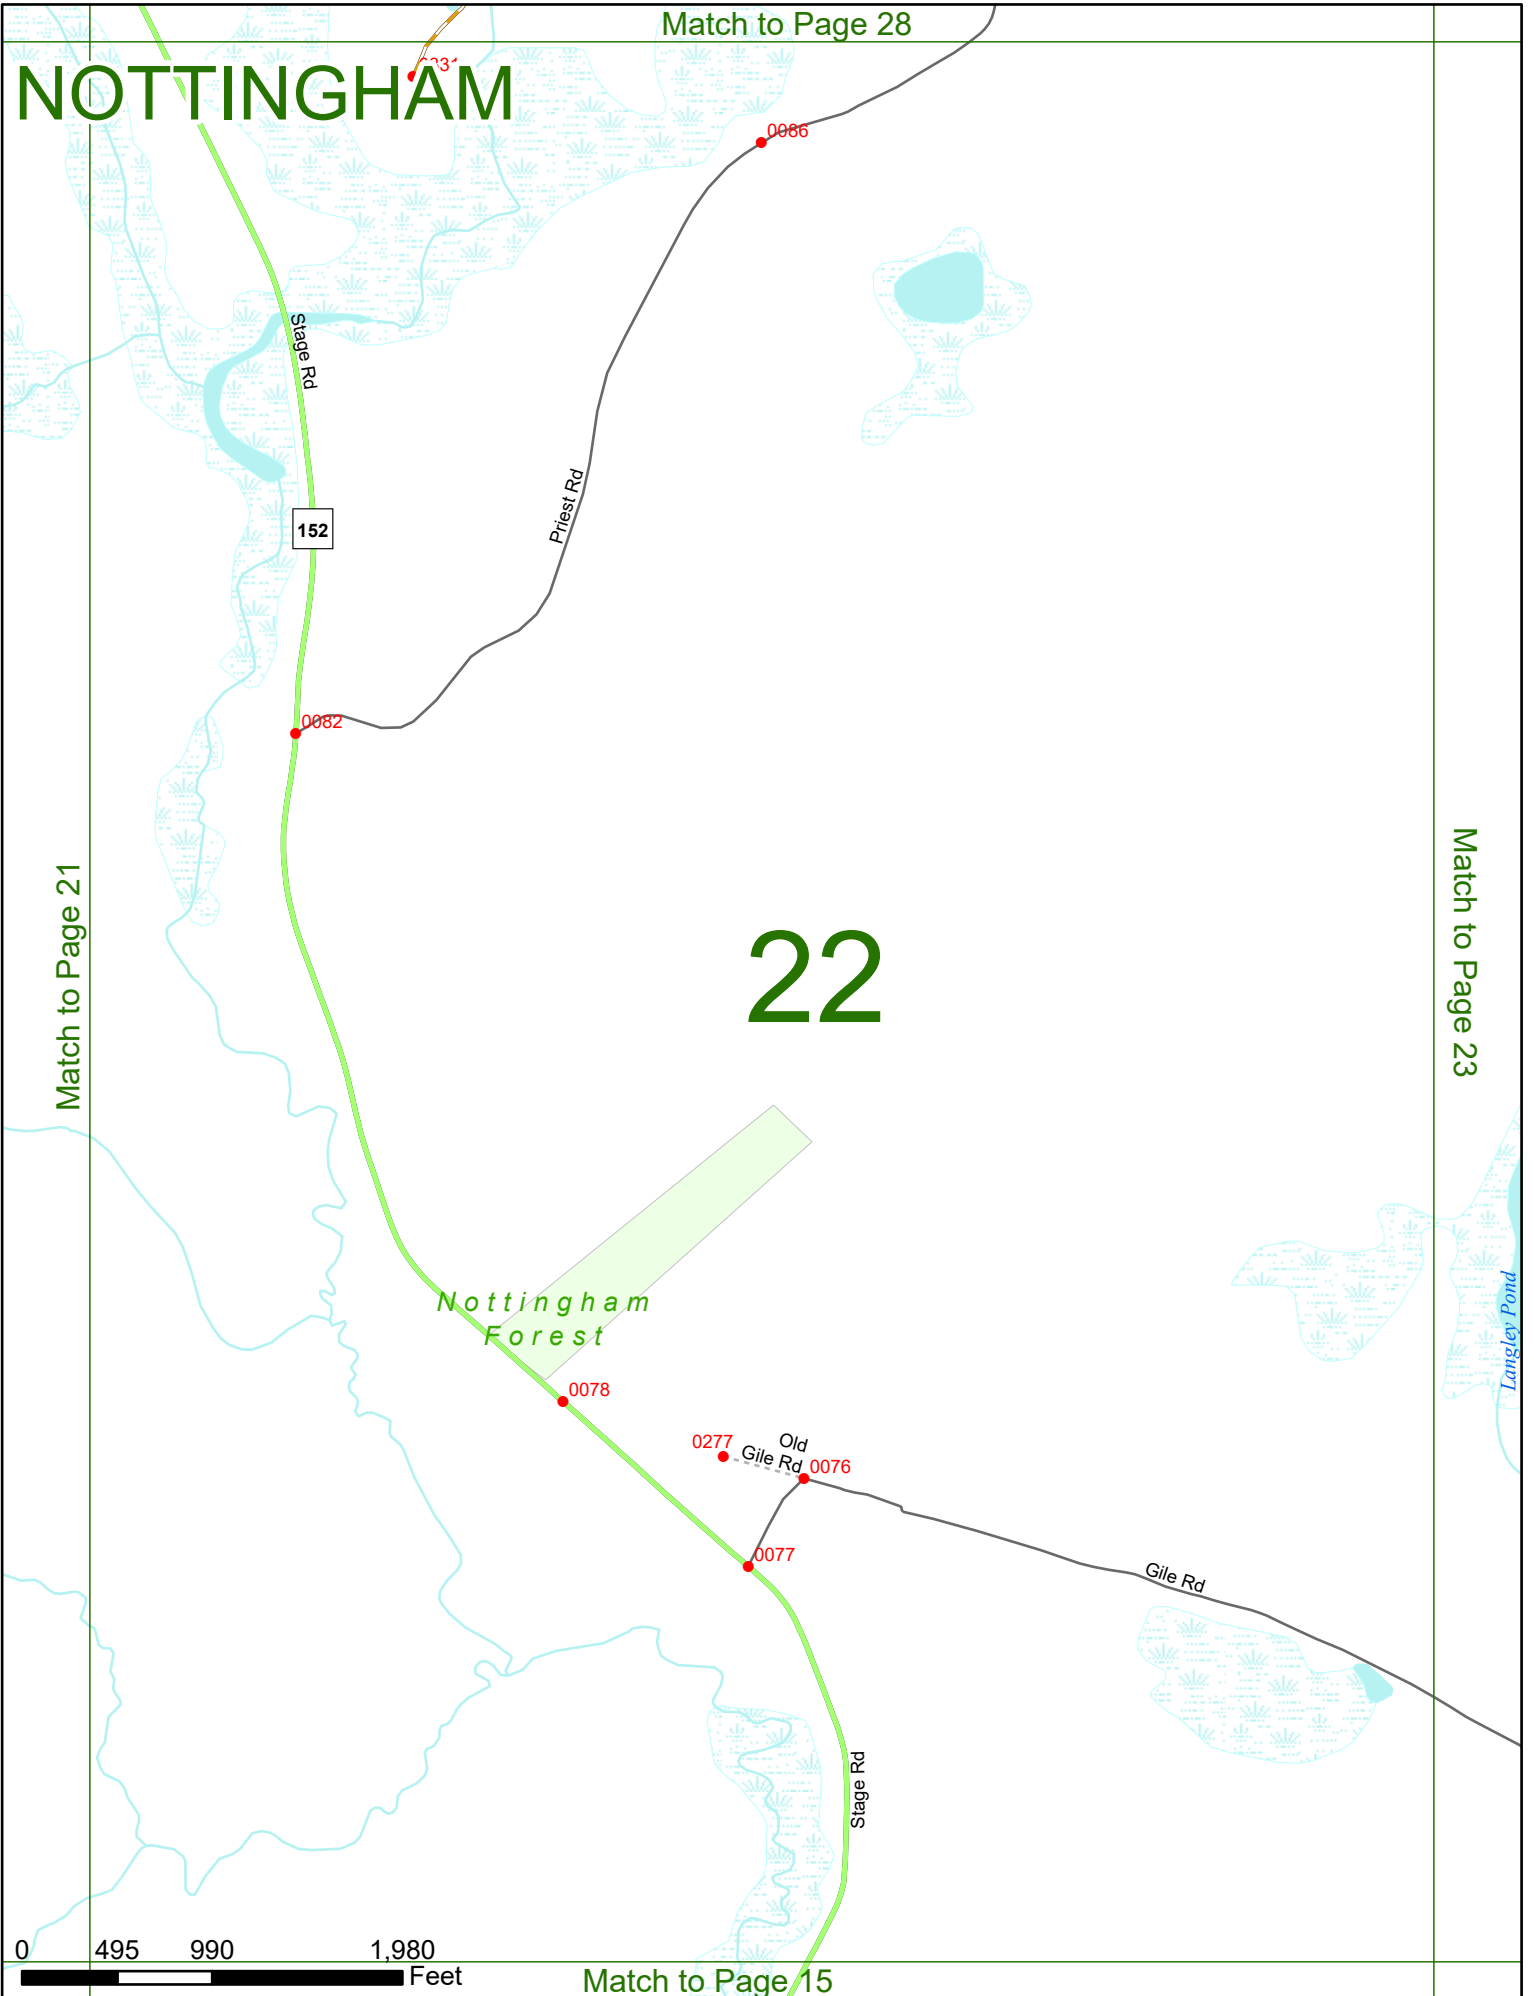 Match to Page 28
NOTTINGHAM
0086
Stage Rd
152
Priest Rd
0082
Match to Page 21
22
Match to Page 23
Nottingham
Forest
Langley Pond
0078
0277
Old
Gile Rd
0076
0077
Gile Rd
Stage Rd
0 495 990 1,980
Feet
Match to Page 15